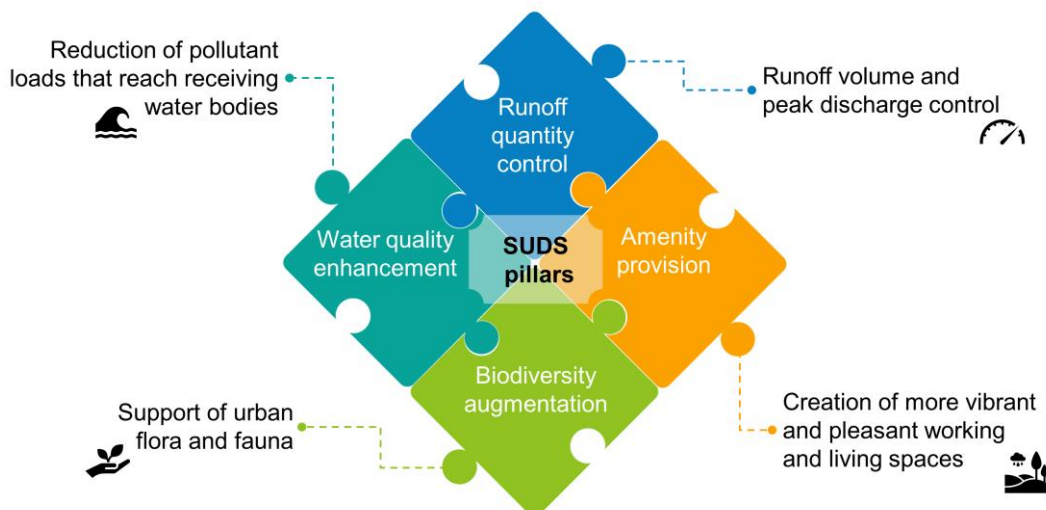 Reduction of pollutant
loads that reach receiving
water bodies
Runoff
quantity
control
Runoff volume and
peak discharge control
Water quality
enhancement
SUDS
pillars
Amenity
provision
Biodiversity
augmentation
Support of urban
flora and fauna
Creation of more vibrant
and pleasant working
and living spaces